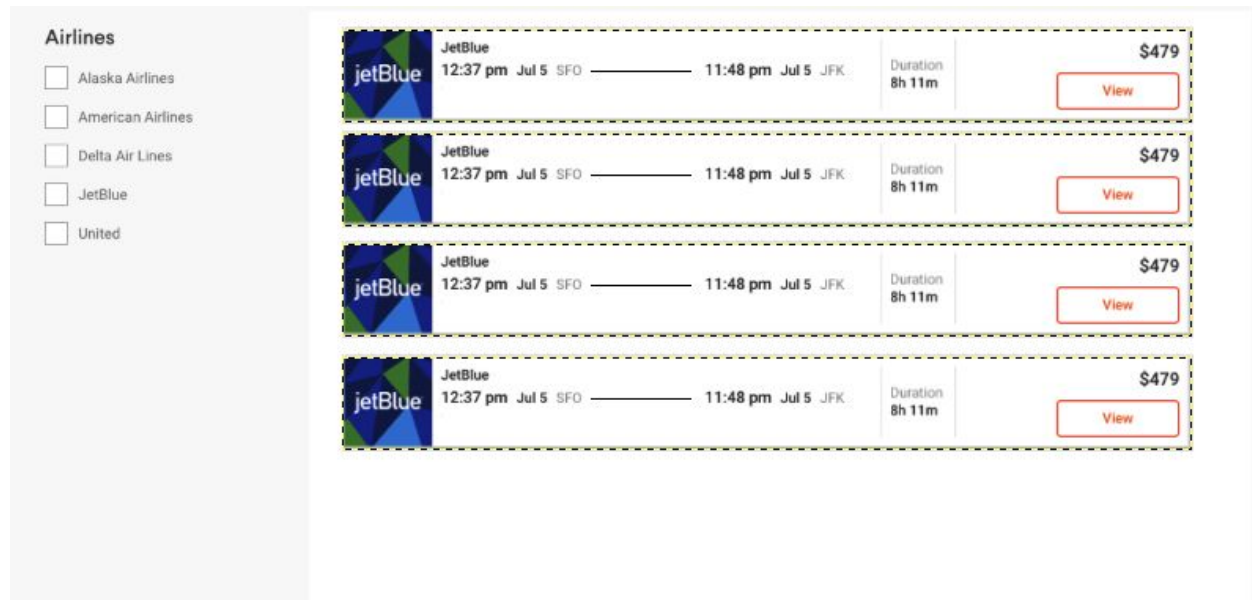 Airlines
Alaska Airlines
American Airlines
Delta Air Lines
JetBlue
United
jetBlue
JetBlue
12:37 pm Jul 5 SFO 11:48 pm Jul 5 JFK
Duration
8h 11m
$479
View
jetBlue
JetBlue
12:37 pm Jul 5 SFO 11:48 pm Jul 5 JFK
Duration
8h 11m
$479
View
jetBlue
JetBlue
12:37 pm Jul 5 SFO 11:48 pm Jul 5 JFK
Duration
8h 11m
$479
View
jetBlue
JetBlue
12:37 pm Jul 5 SFO 11:48 pm Jul 5 JFK
Duration
8h 11m
$479
View